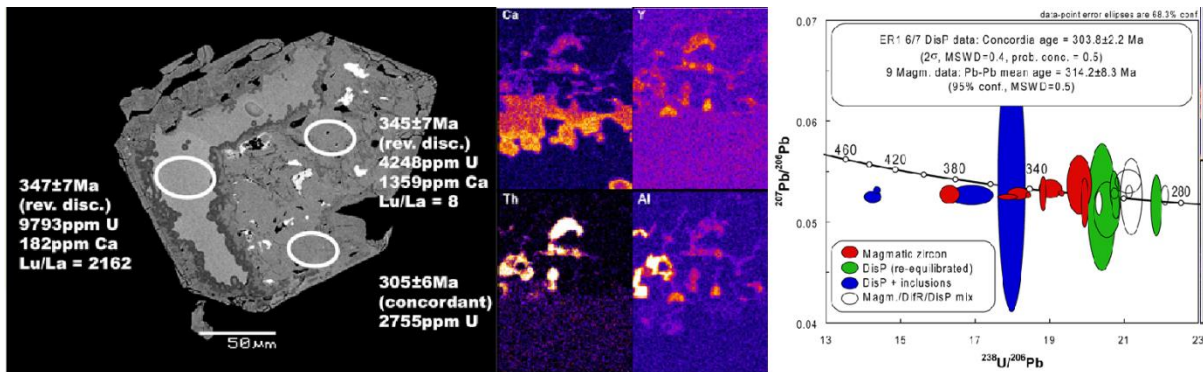 347±7Ma
(rev. disc.)
9793ppm U
182ppm Ca
Lu/La = 2162
345±7Ma
(rev. disc.)
4248ppm U
1359ppm Ca
Lu/La = 8
305±6Ma
(concordant)
2755ppm U
50 µm
Ca
Y
Th
Al
data-point error ellipses are 68.3% conf
ER1 6/7 DisP data: Concordia age = 303.8±2.2 Ma
(2σ, MSWD=0.4, prob. conc. = 0.5)
9 Magm. data: Pb-Pb mean age = 314.2±8.3 Ma
(95% conf., MSWD=0.5)
0.07
0.06
0.05
0.04
207Pb/206Pb
460
420
380
340
280
Magmatic zircon
DisP (re-equilibrated)
DisP + inclusions
Magm./DifR/DisP mix
13
15
17
19
21
23
238U/206Pb